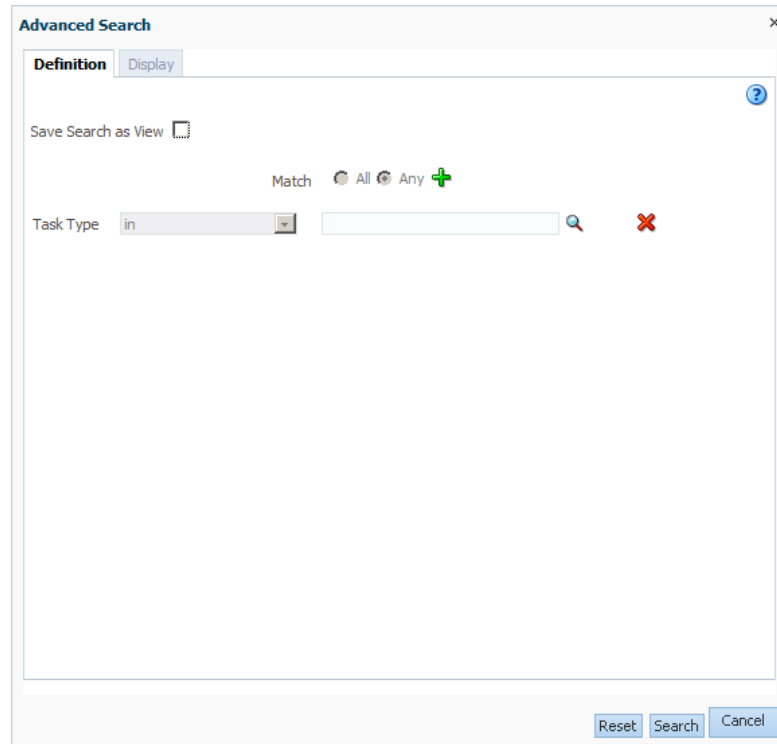 Advanced Search
Definition Display
Save Search as View
Match All Any
Task Type in
Reset Search Cancel